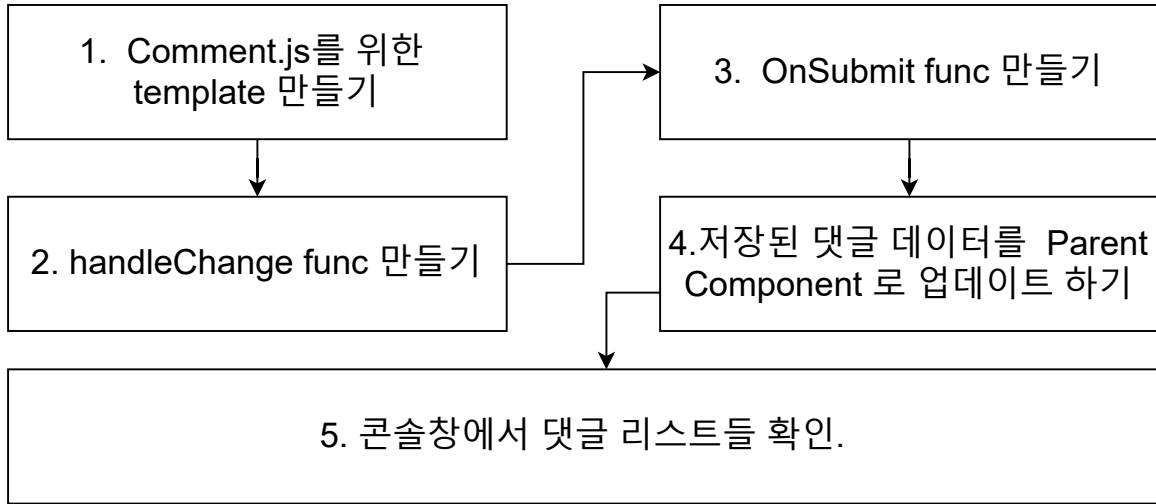 1. Comment.js를 위한
template 만들기
2. handleChange func 만들기
3. OnSubmit func 만들기
4.저장된 댓글 데이터를 Parent
Component 로 업데이트 하기
5. 콘솔창에서 댓글 리스트들 확인.